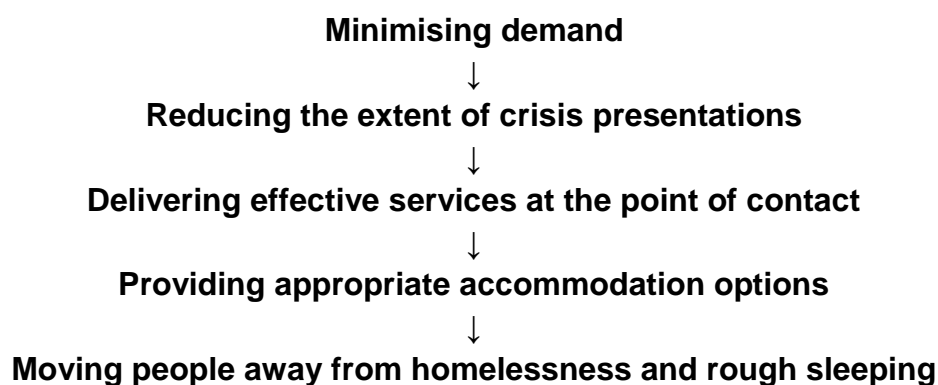 Minimising demand
↓
Reducing the extent of crisis presentations
↓
Delivering effective services at the point of contact
↓
Providing appropriate accommodation options
↓
Moving people away from homelessness and rough sleeping